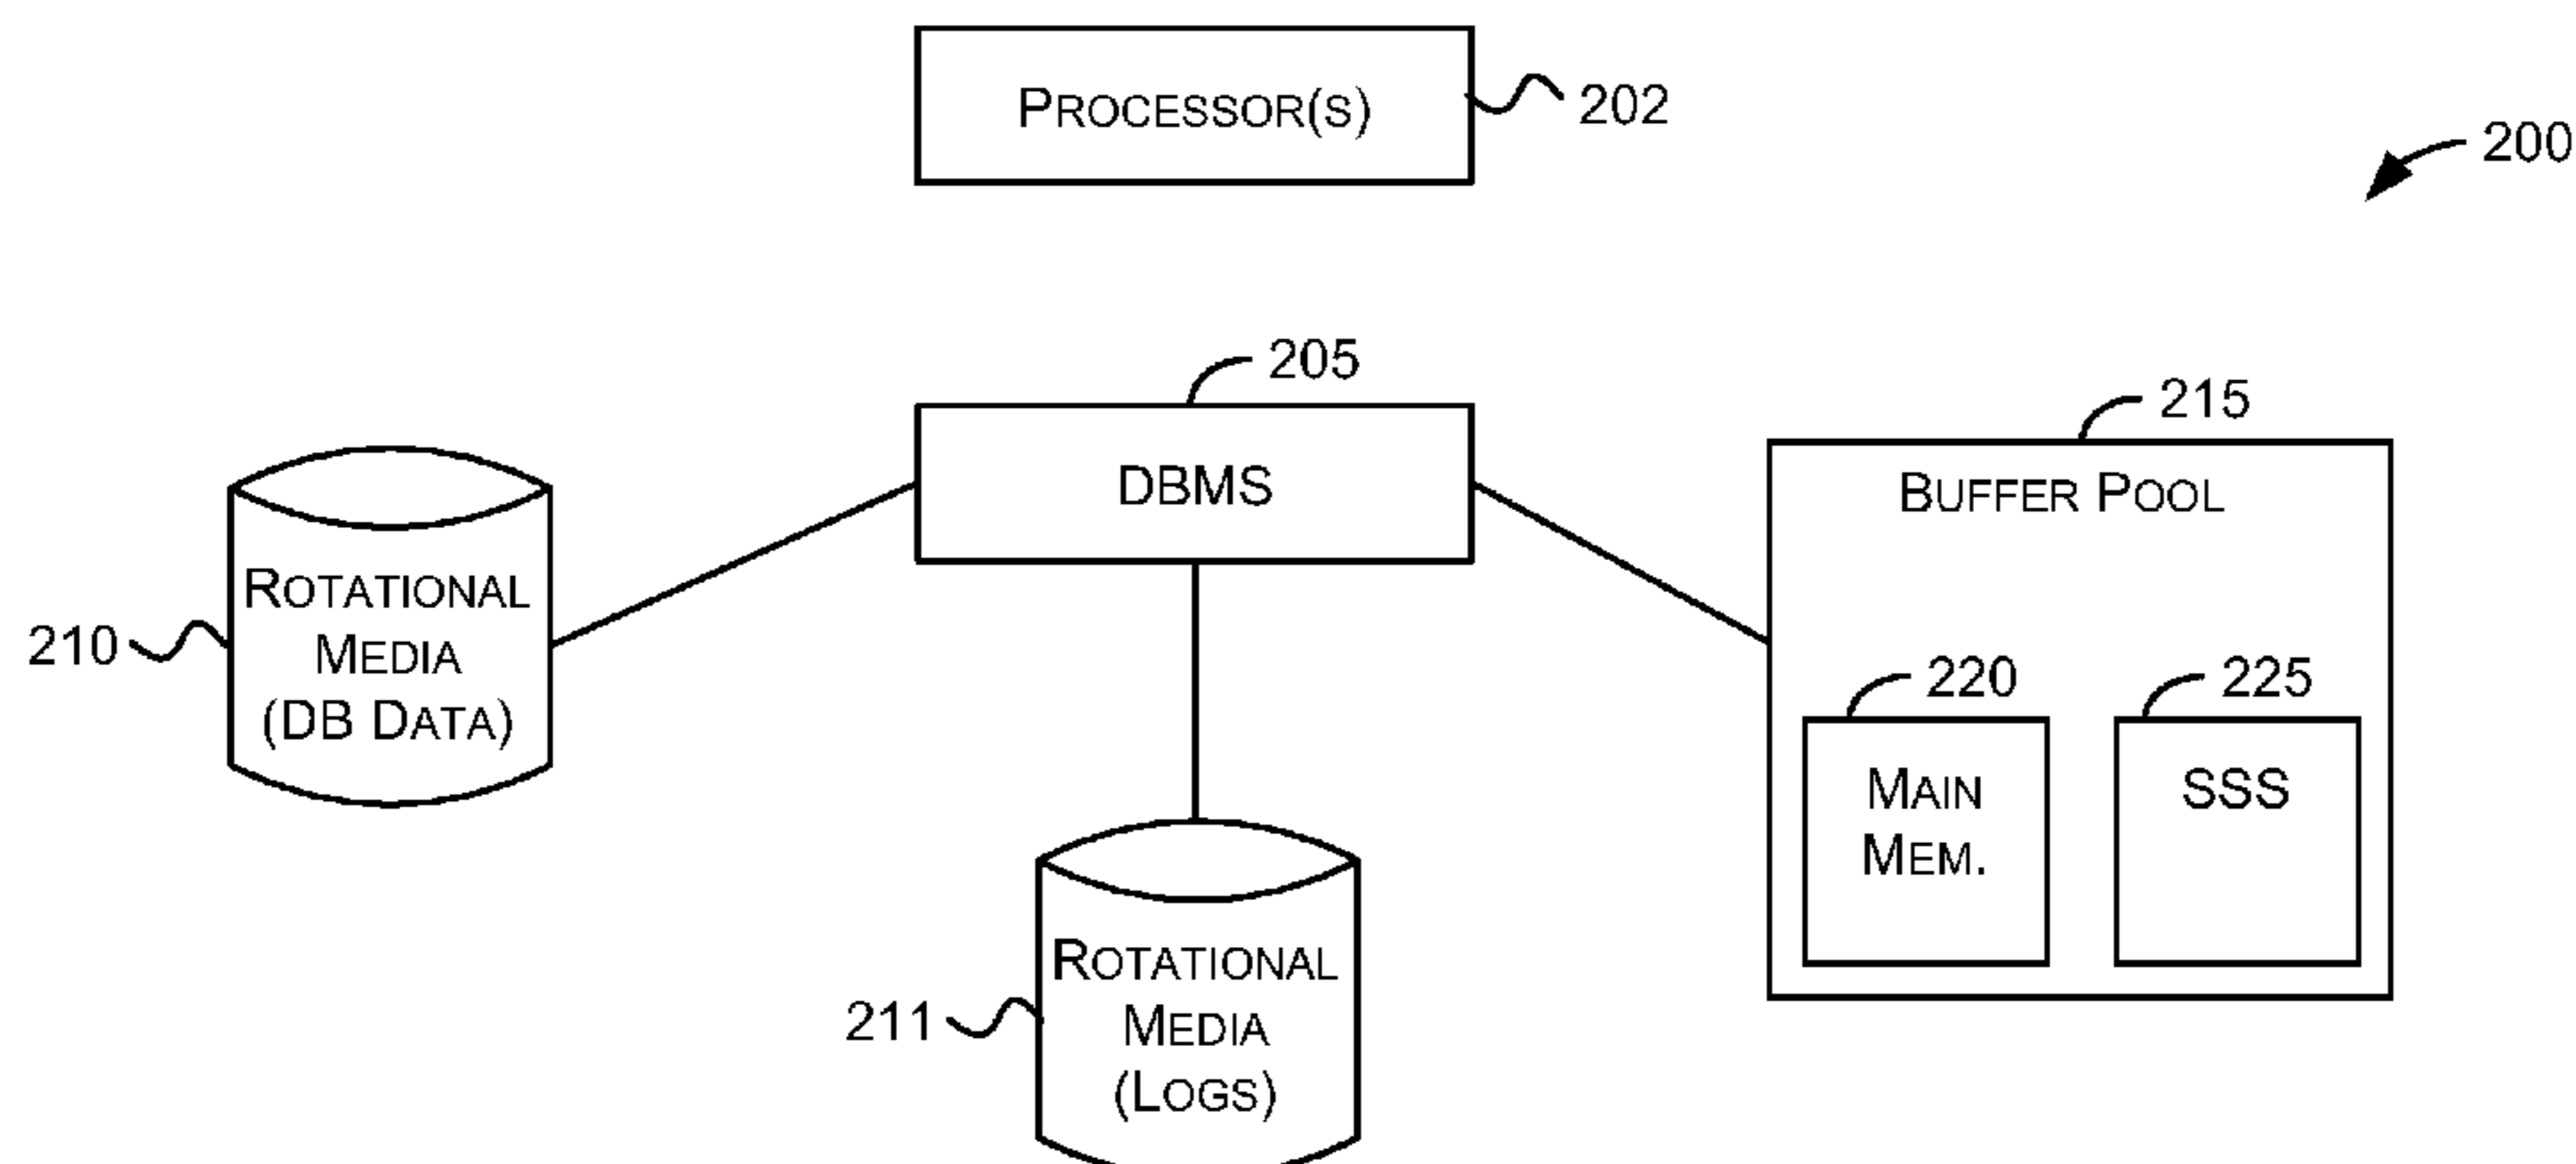 PROCESSOR(S)
202
200
205
DBMS
215
BUFFER POOL
210
ROTATIONAL
MEDIA
(DB DATA)
220
MAIN
MEM.
225
SSS
211
ROTATIONAL
MEDIA
(LOGS)